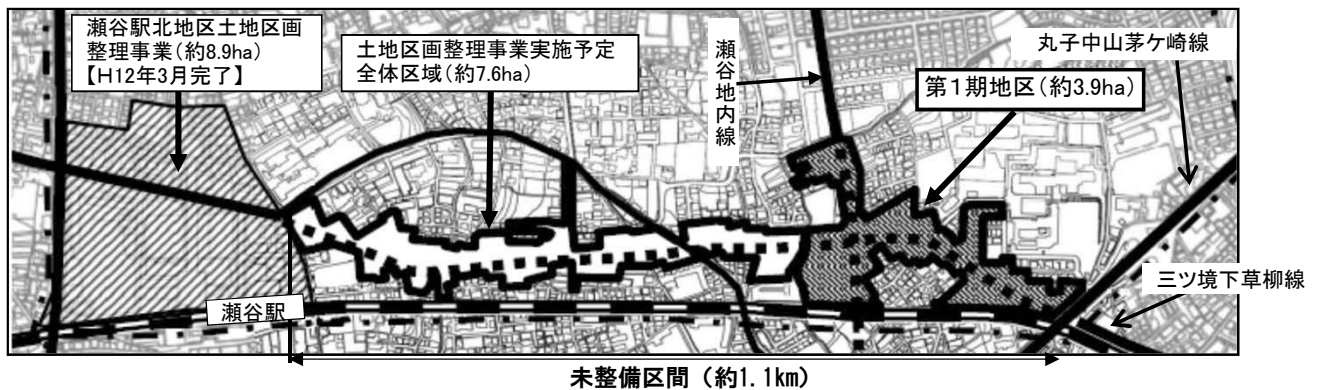 瀬谷駅北地区土地区画
整理事業(約8.9ha)
【H12年3月完了】
土地区画整理事業実施予定
全体区域(約7.6ha)
瀬谷地内線
丸子中山茅ケ崎線
第1期地区(約3.9ha)
三ツ境下草柳線
瀬谷駅
未整備区間(約1.1km)